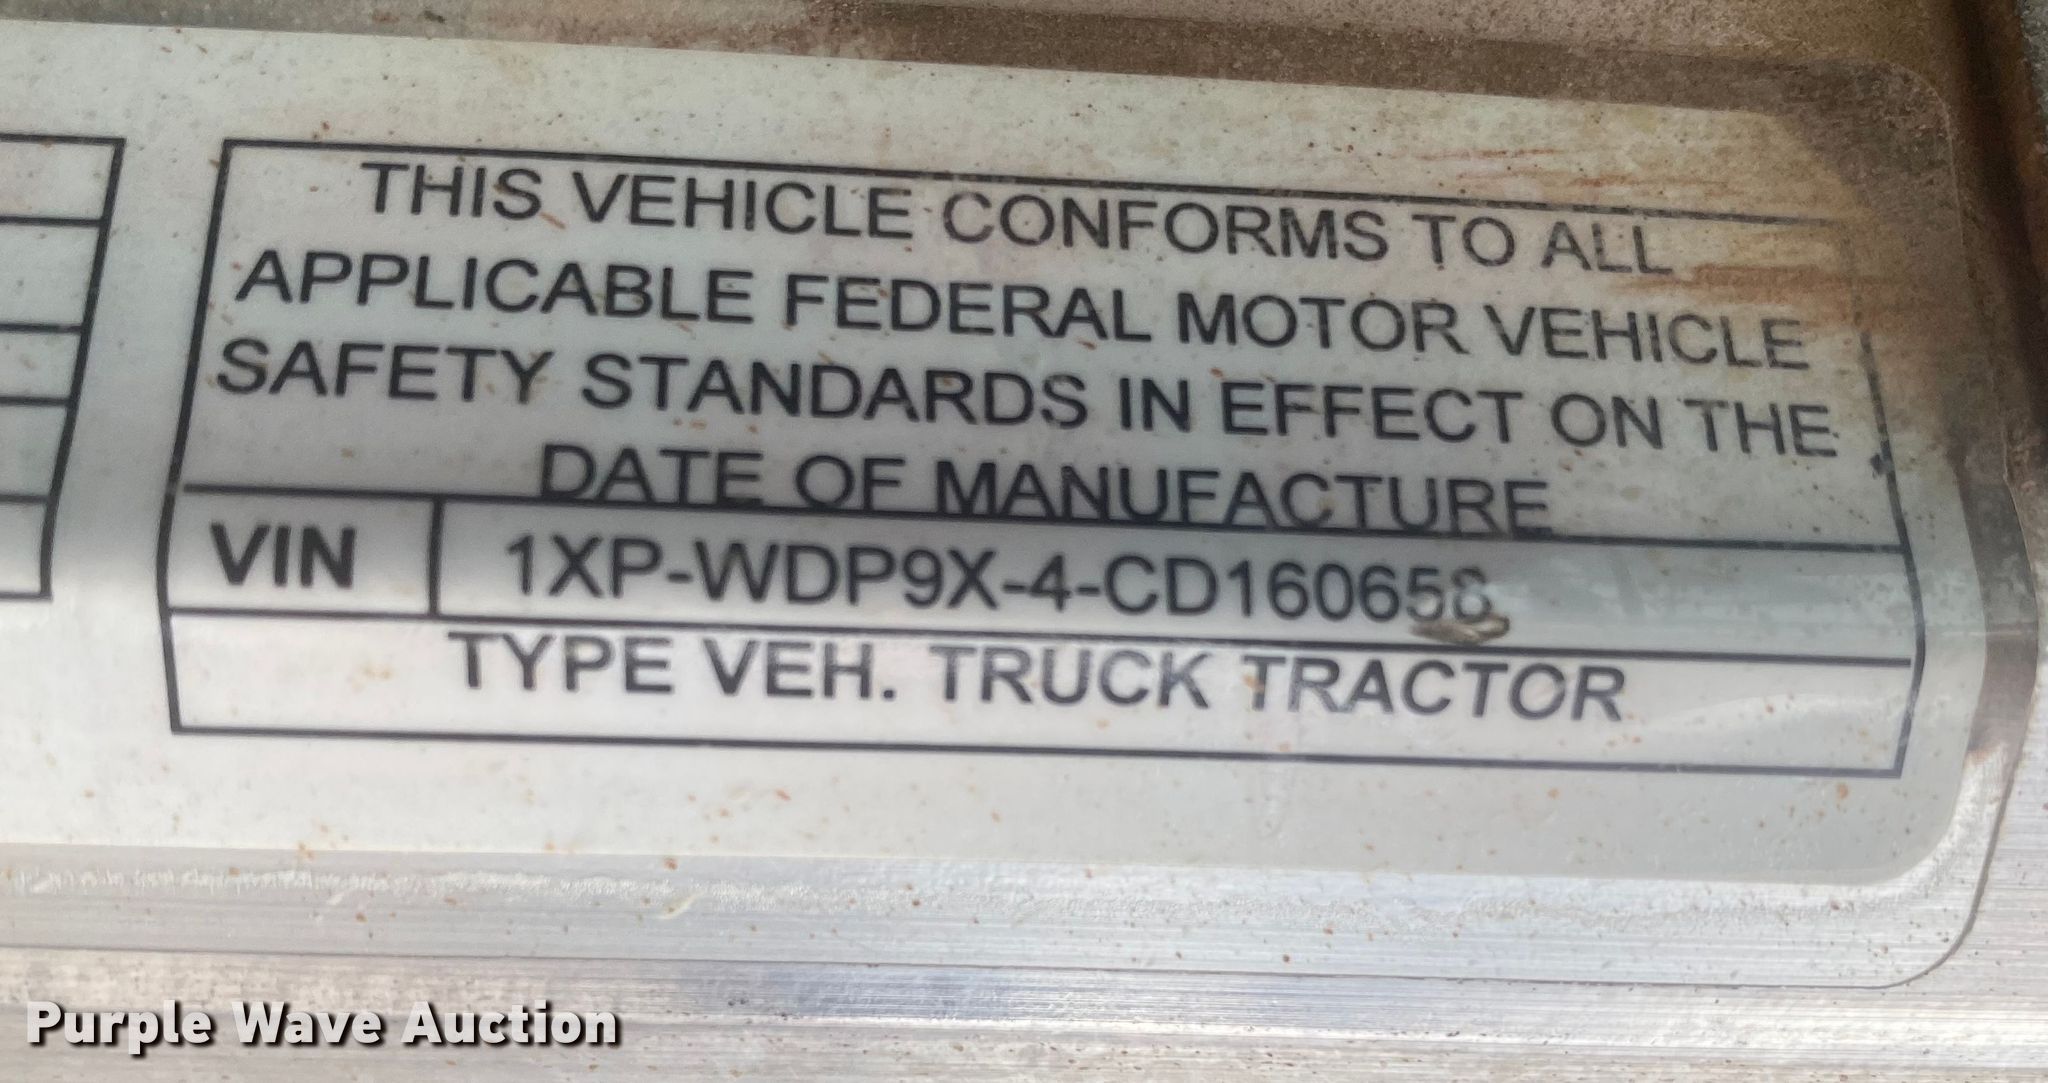 THIS VEHICLE CONFORMS TO ALL
APPLICABLE FEDERAL MOTOR VEHICLE
SAFETY STANDARDS IN EFFECT ON THE
DATE OF MANUFACTURE
VIN 1XP-WDP9X-4-CD160658
TYPE VEH. TRUCK TRACTOR
Purple Wave Auction